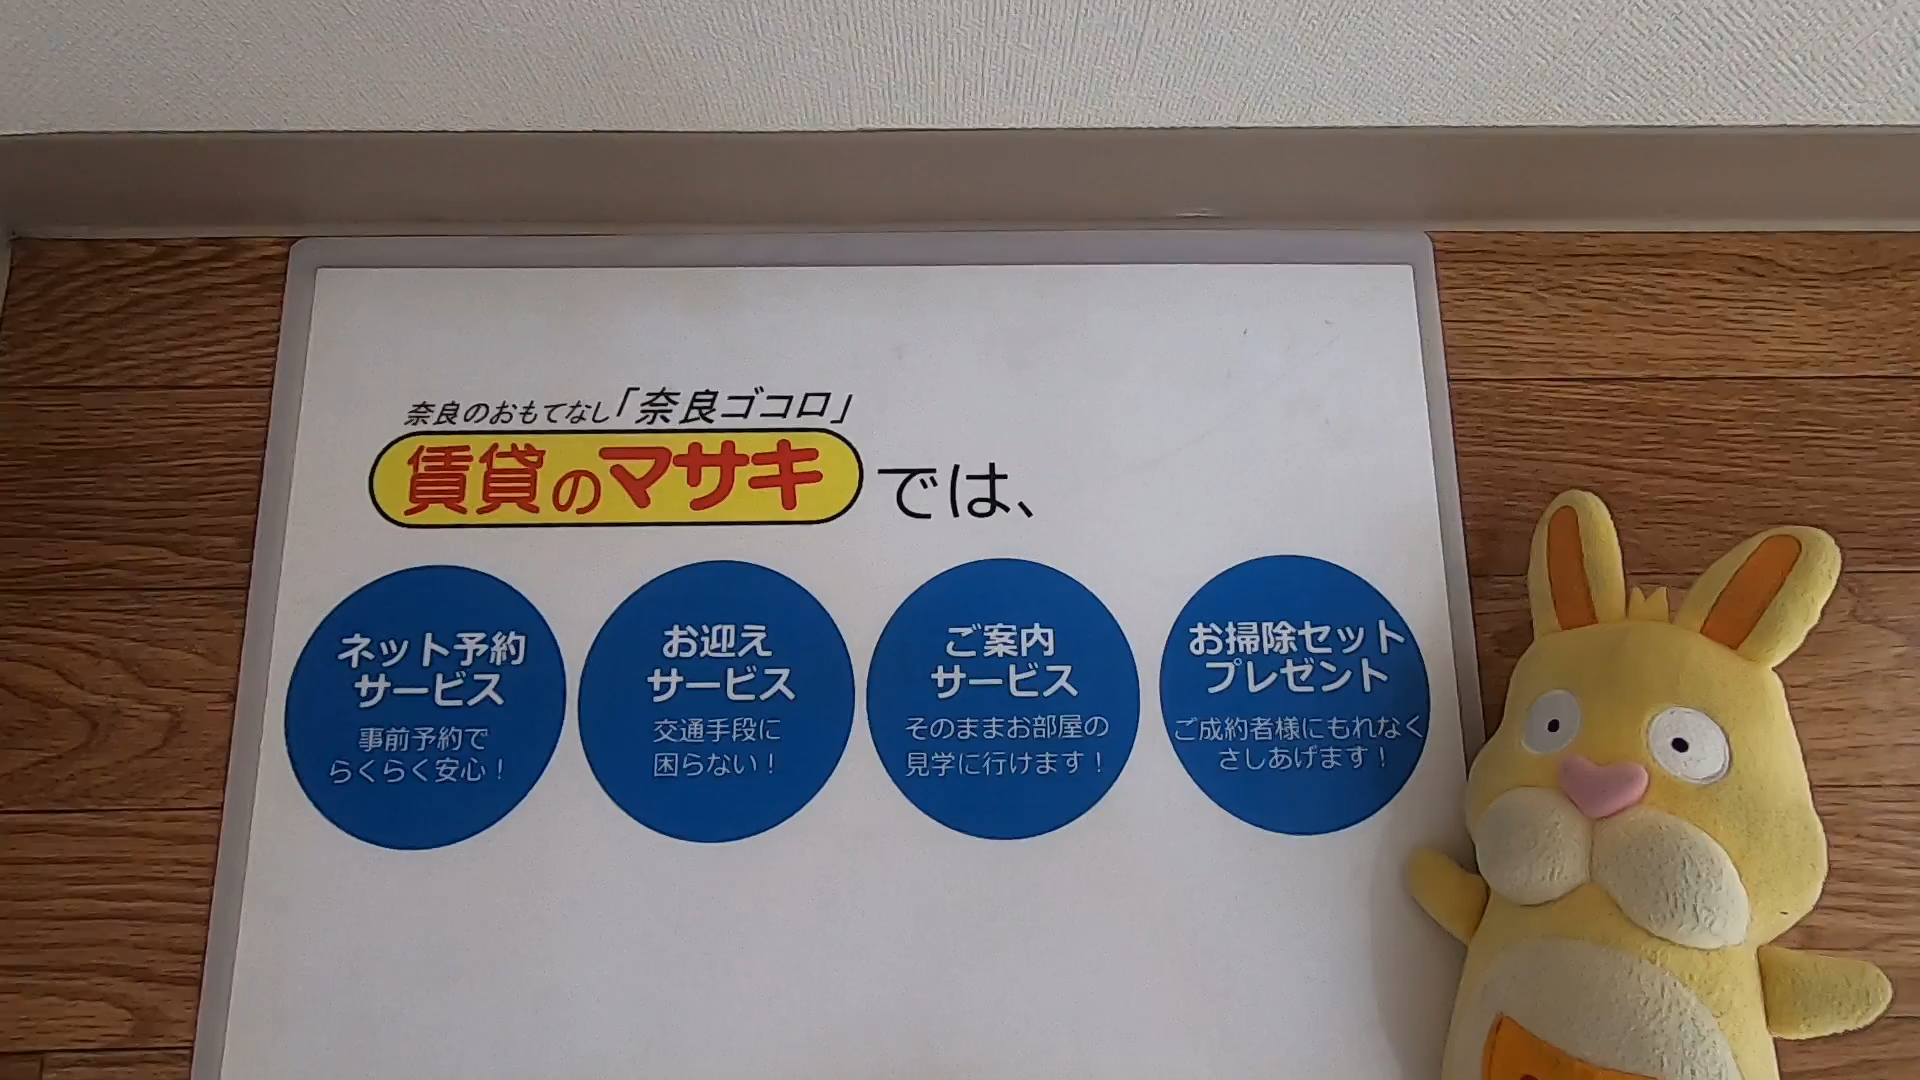 奈良のおもてなし「奈良ゴコロ」
賃貸のマサキでは、
ネット予約
サービス
事前予約で
らくらく安心！
お迎え
サービス
交通手段に
困らない！
ご案内
サービス
そのままお部屋の
見学に行けます！
お掃除セット
プレゼント
ご成約者様にもれなく
さしあげます！